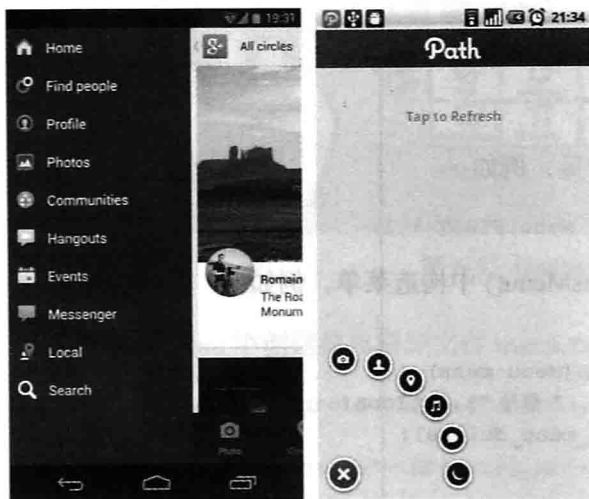 19:31
Home
Find people
Profile
Photos
Communities
Hangouts
Events
Messenger
Local
Search
g+
All circles
Romain
The Roa
Monum
Photo
21:34
Path
Tap to Refresh